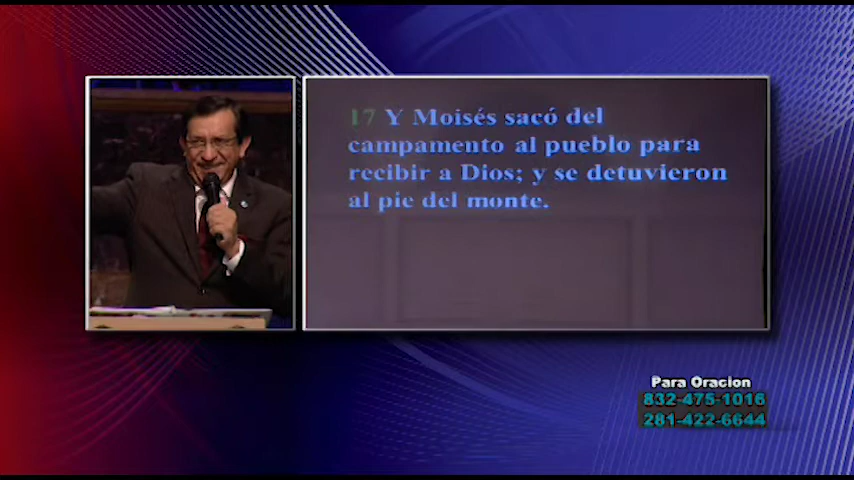 17 Y Moisés sacó del
campamento al pueblo para
recibir a Dios; y se detuvieron
al pie del monte.
Para Oracion
832-475-1016
281-422-6644